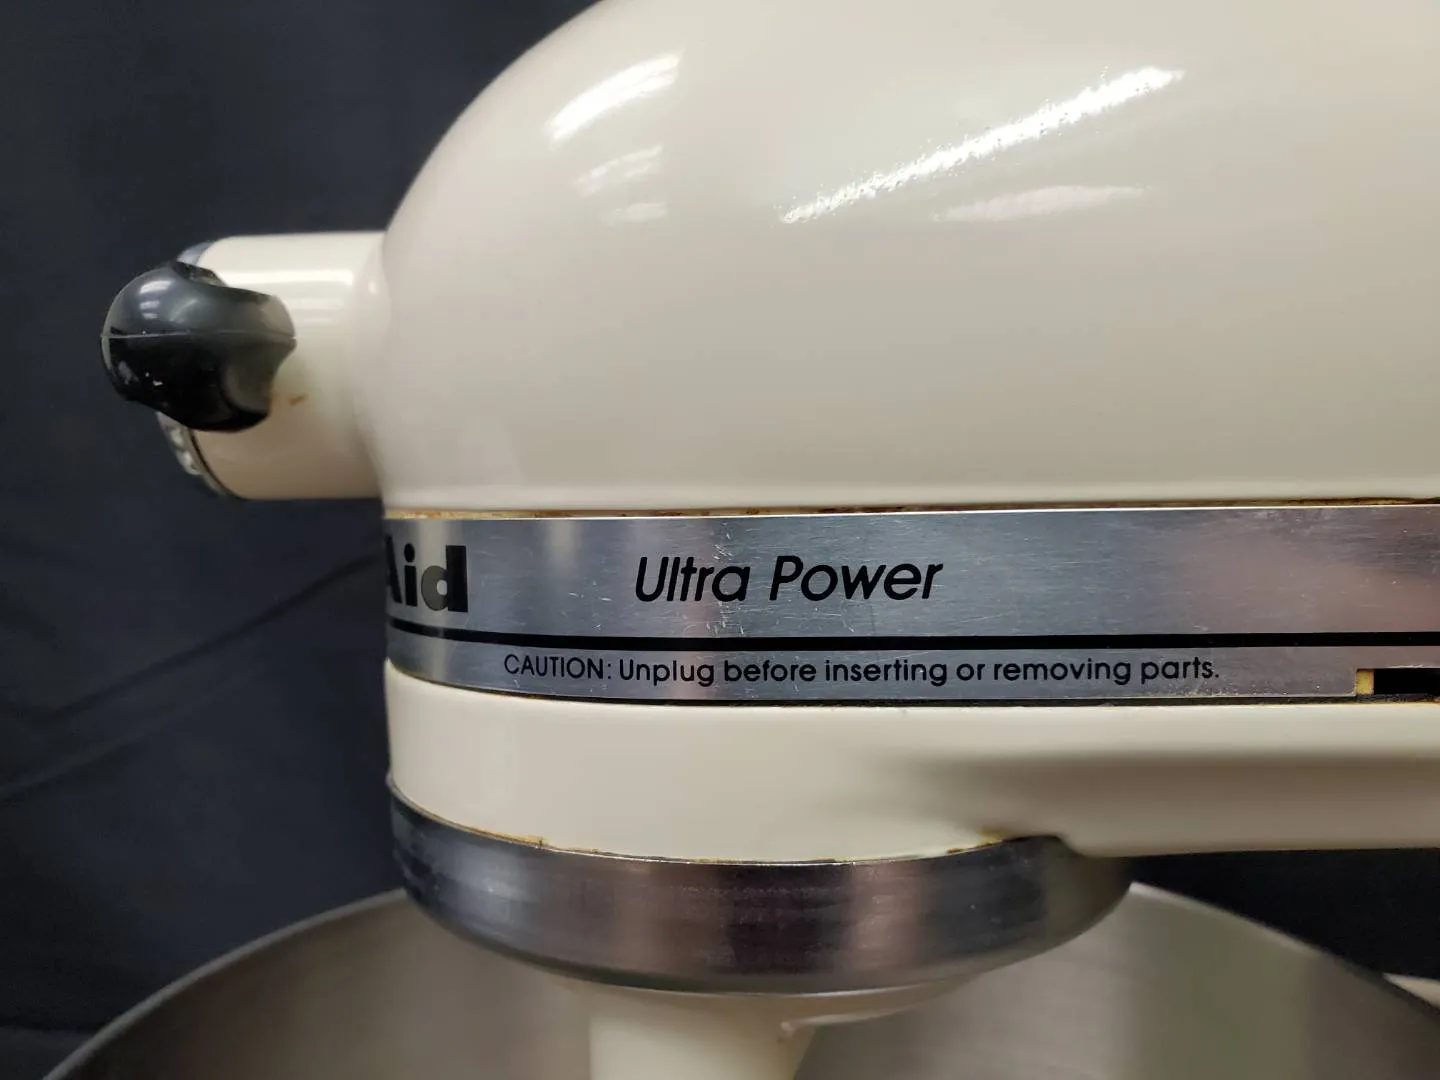 Aid
Ultra Power
CAUTION: Unplug before inserting or removing parts.